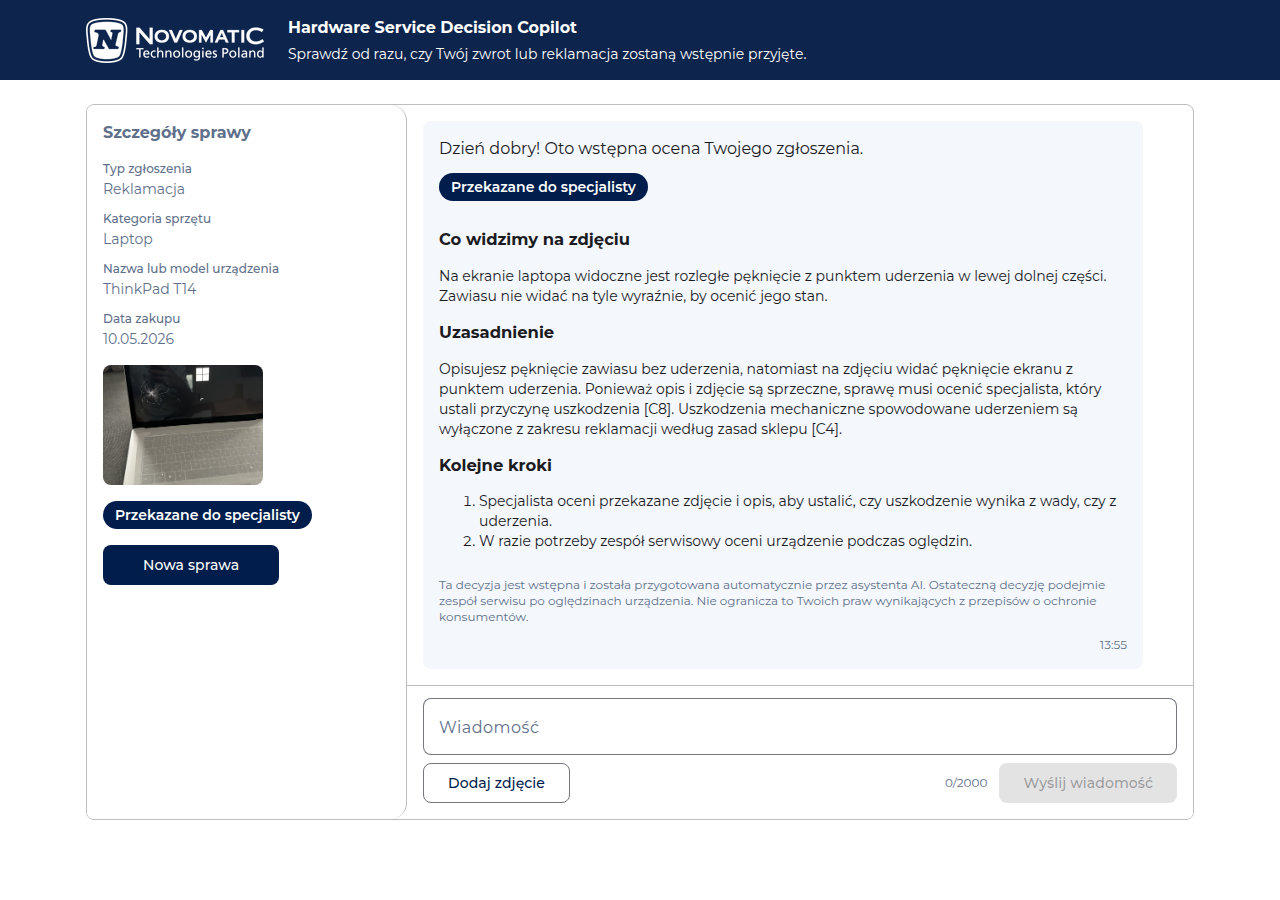 NOVOMATIC
Technologies Poland
Hardware Service Decision Copilot
Sprawdź od razu, czy Twój zwrot lub reklamacja zostaną wstępnie przyjęte.
Szczegóły sprawy
Typ zgłoszenia
Reklamacja
Kategoria sprzętu
Laptop
Nazwa lub model urządzenia
ThinkPad T14
Data zakupu
10.05.2026
Przekazane do specjalisty
Nowa sprawa
Dzień dobry! Oto wstępna ocena Twojego zgłoszenia.
Przekazane do specjalisty
Co widzimy na zdjęciu
Na ekranie laptopa widoczne jest rozległe pęknięcie z punktem uderzenia w lewej dolnej części.
Zawiasu nie widać na tyle wyraźnie, by ocenić jego stan.
Uzasadnienie
Opisujesz pęknięcie zawiasu bez uderzenia, natomiast na zdjęciu widać pęknięcie ekranu z
punktem uderzenia. Ponieważ opis i zdjęcie są sprzeczne, sprawę musi ocenić specjalista, który
ustali przyczynę uszkodzenia [C8]. Uszkodzenia mechaniczne spowodowane uderzeniem są
wyłączone z zakresu reklamacji według zasad sklepu [C4].
Kolejne kroki
1. Specjalista oceni przekazane zdjęcie i opis, aby ustalić, czy uszkodzenie wynika z wady, czy z
uderzenia.
2. W razie potrzeby zespół serwisowy oceni urządzenie podczas oględzin.
Ta decyzja jest wstępna i została przygotowana automatycznie przez asystenta AI. Ostateczną decyzję podejmie
zespół serwisu po oględzinach urządzenia. Nie ogranicza to Twoich praw wynikających z przepisów o ochronie
konsumentów.
13:55
Wiadomość
Dodaj zdjęcie
0/2000
Wyślij wiadomość